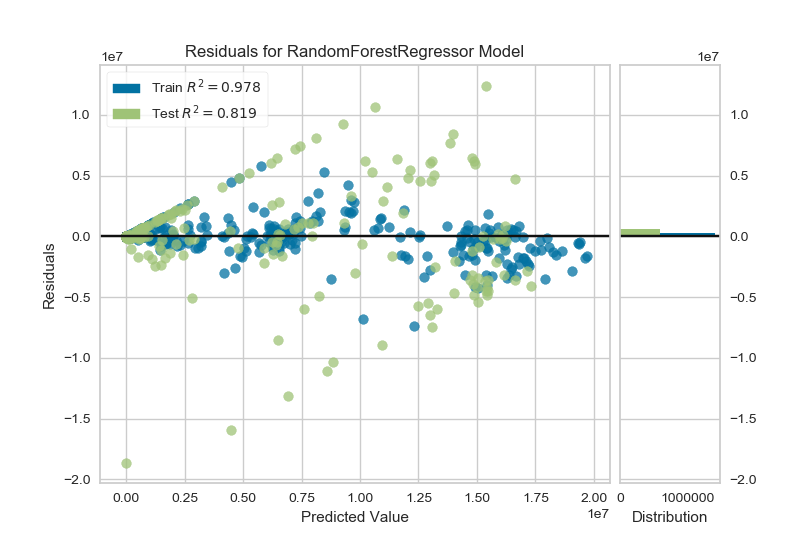 Residuals for RandomForestRegressor Model
1e7
1e7
Train R² = 0.978
Test R² = 0.819
1.0
0.5
0.0
−0.5
−1.0
−1.5
−2.0
Residuals
1.0
0.5
0.0
−0.5
−1.0
−1.5
−2.0
0.00 0.25 0.50 0.75 1.00 1.25 1.50 1.75 2.00
1e7
Predicted Value
0 1000000
Distribution